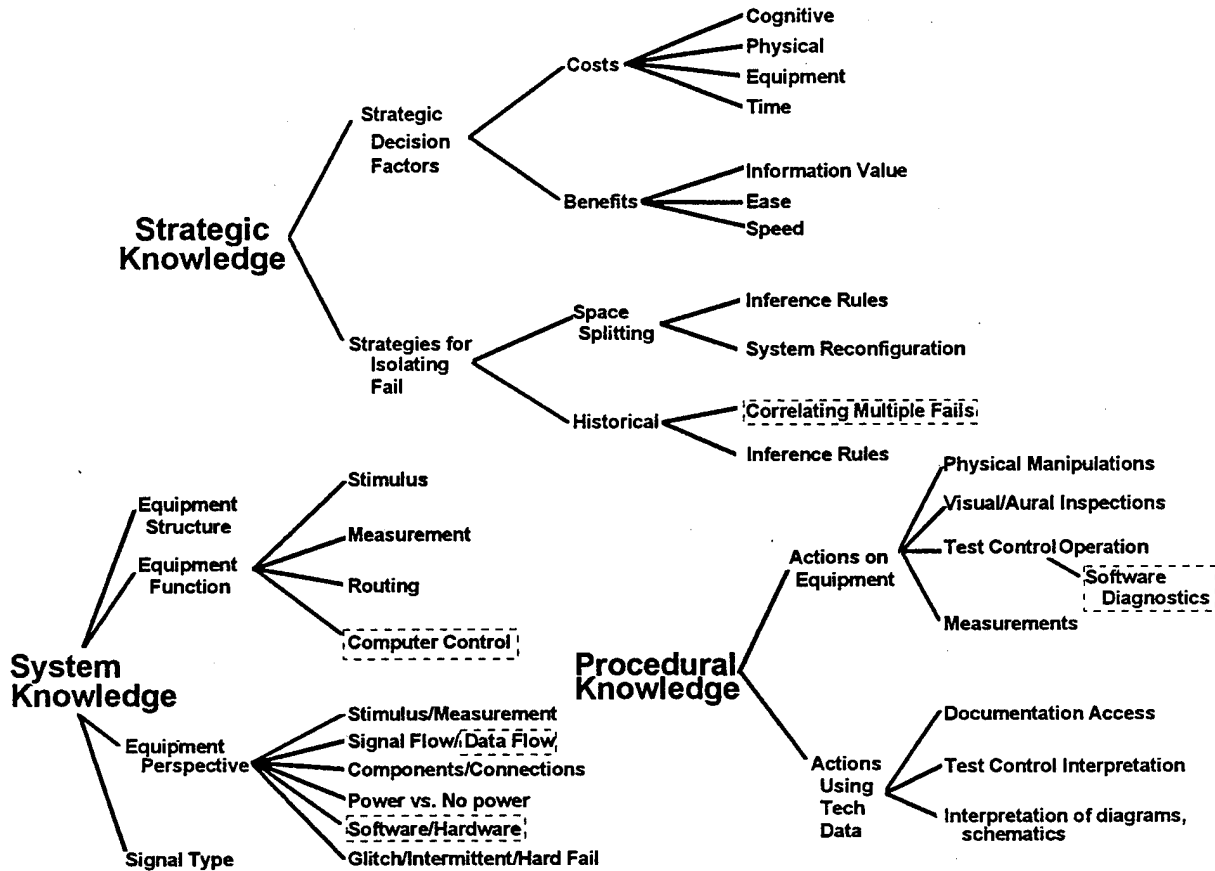 Strategic
Knowledge
Strategic
Decision
Factors
Costs
Cognitive
Physical
Equipment
Time
Benefits
Information Value
Ease
Speed
Strategies for
Isolating
Fail
Space
Splitting
Inference Rules
System Reconfiguration
Historical
Correlating Multiple Fails
Inference Rules
System
Knowledge
Equipment
Structure
Equipment
Function
Stimulus
Measurement
Routing
Computer Control
Equipment
Perspective
Stimulus/Measurement
Signal Flow/Data Flow
Components/Connections
Power vs. No power
Software/Hardware
Glitch/Intermittent/Hard Fail
Signal Type
Procedural
Knowledge
Actions on
Equipment
Physical Manipulations
Visual/Aural Inspections
Test Control Operation
Software
Diagnostics
Measurements
Actions
Using
Tech
Data
Documentation Access
Test Control Interpretation
Interpretation of diagrams,
schematics